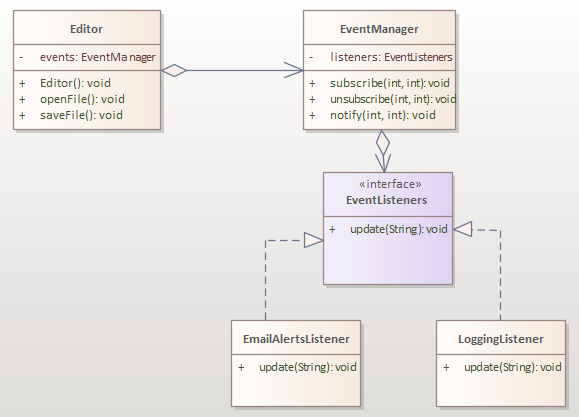 Editor
- events: EventManager
+ Editor(): void
+ openFile(): void
+ saveFile(): void
EventManager
- listeners: EventListeners
+ subscribe(int, int): void
+ unsubscribe(int, int): void
+ notify(int, int): void
«interface»
EventListeners
+ update(String): void
EmailAlertsListener
+ update(String): void
LoggingListener
+ update(String): void